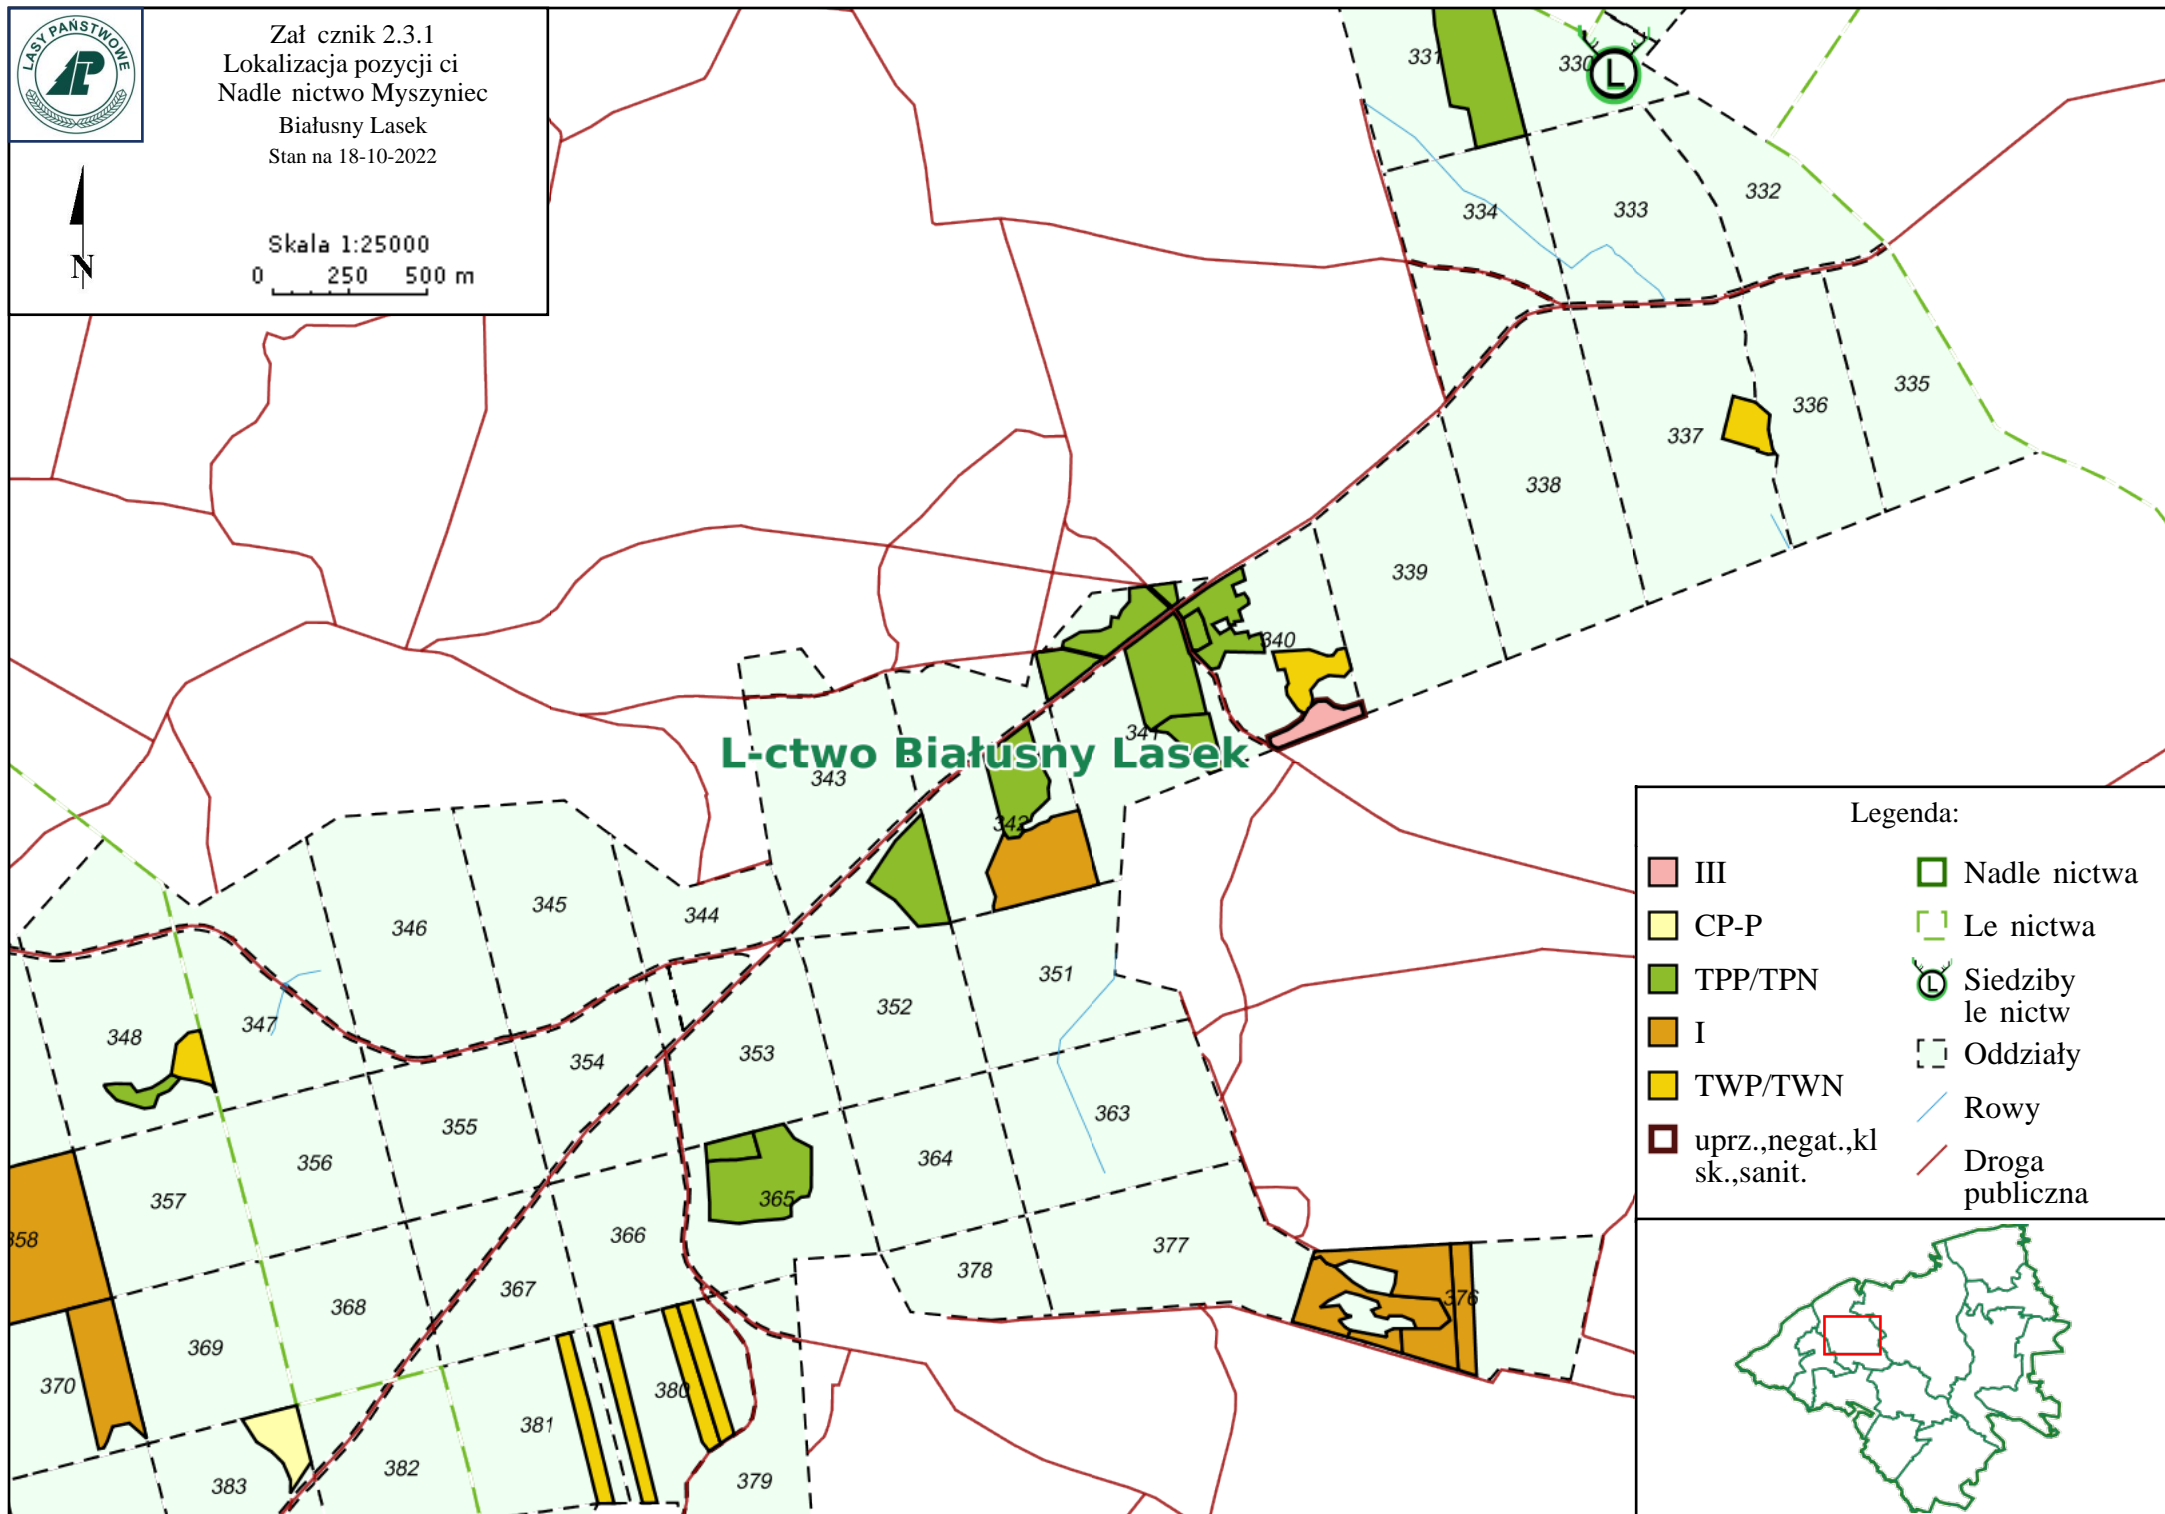 LASY PAŃSTWOWE
LP
Zał cznik 2.3.1
Lokalizacja pozycji ci
Nadle nictwo Myszyniec
Białusny Lasek
Stan na 18-10-2022
N
Skala 1:25000
0 250 500 m
331
330
L
332
333
334
335
336
337
338
339
340
341
L-ctwo Białusny Lasek
343
342
344
345
346
351
352
347
348
353
354
363
355
364
356
357
365
366
358
377
378
367
368
376
369
370
380
381
382
379
383
Legenda:
III
CP-P
TPP/TPN
I
TWP/TWN
uprz.,negat.,kl
sk.,sanit.
Nadle nictwa
Le nictwa
L
Siedziby
le nictw
Oddziały
Rowy
Droga
publiczna